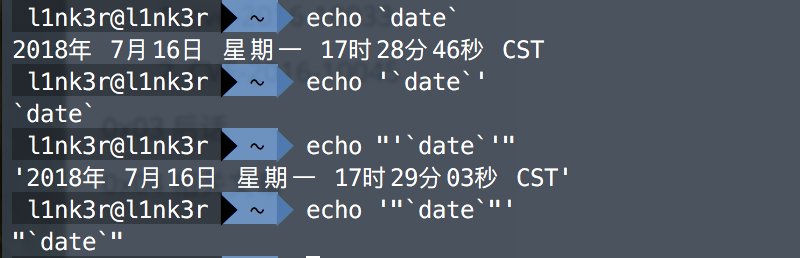 l1nk3r@l1nk3r ~ echo `date`
2018年 7月16日 星期一 17时28分46秒 CST
l1nk3r@l1nk3r ~ echo '`date`'
`date`
l1nk3r@l1nk3r ~ echo "'`date`'"
'2018年 7月16日 星期一 17时29分03秒 CST'
l1nk3r@l1nk3r ~ echo '"`date`"'
"`date`"